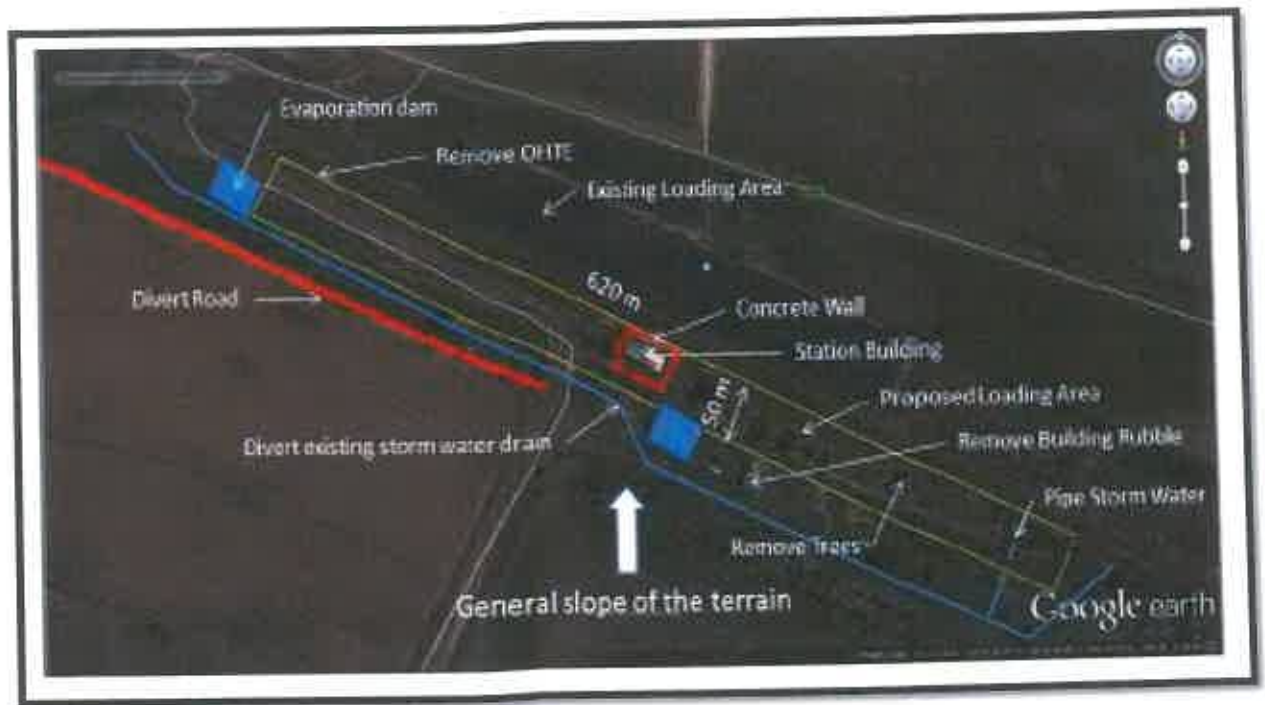 Evaporation dam
Remove OHTE
Existing Loading Area
620 m
Divert Road
Concrete Wall
Station Building
50 m
Proposed Loading Area
Divert existing storm water drain
Remove Building Rubble
Pipe Storm Water
Remove Trees
General slope of the terrain
Google earth